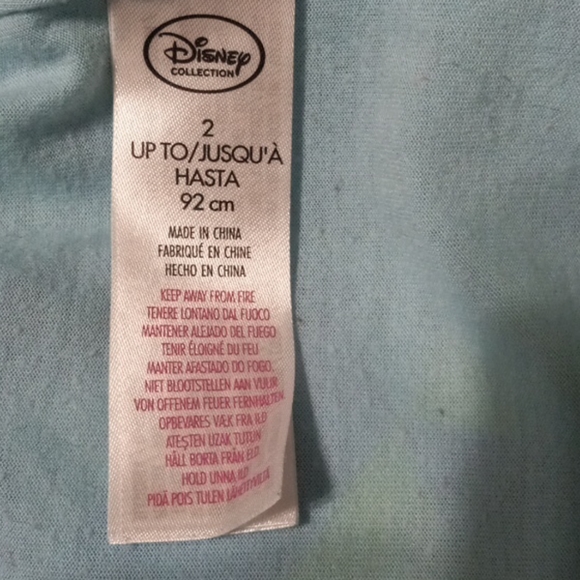 Disney
COLLECTION
2
UP TO/JUSQU'À
HASTA
92 cm
MADE IN CHINA
FABRIQUÉ EN CHINE
HECHO EN CHINA
KEEP AWAY FROM FIRE
TENERE LONTANO DAL FUOCO
MANTENER ALEJADO DEL FUEGO
TENIR ÉLOIGNÉ DU FEU
MANTER AFASTADO DO FOGO
NIET BLOOTSTELLEN AAN VUUR
VON OFFENEM FEUER FERNHALTEN
OPBEVARES VÆK FRA ILD
ATEŞTEN UZAK TUTUN
HÅLL BORTA FRÅN ELD
HOLD UNNA ILD
PIDÄ POIS TULEN